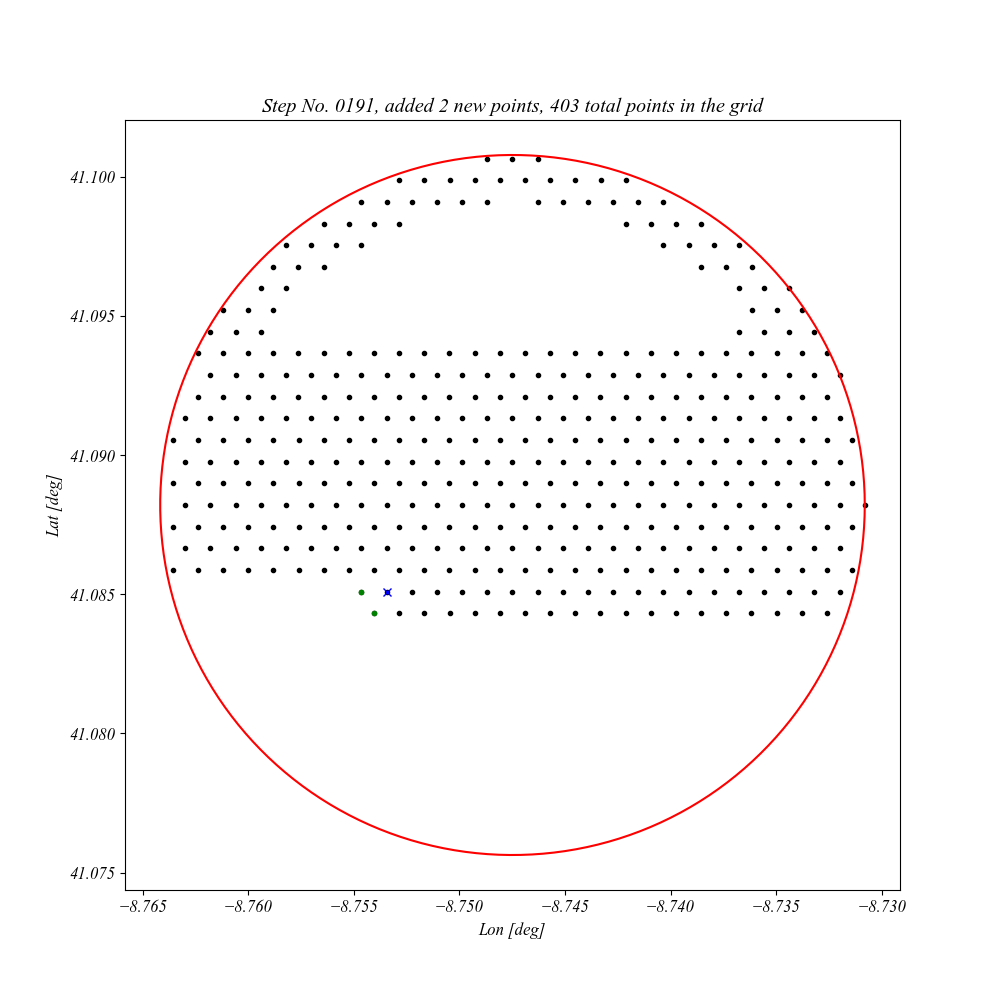 Step No. 0191, added 2 new points, 403 total points in the grid
41.100
41.095
41.090
41.085
41.080
41.075
Lat [deg]
−8.765 −8.760 −8.755 −8.750 −8.745 −8.740 −8.735 −8.730
Lon [deg]